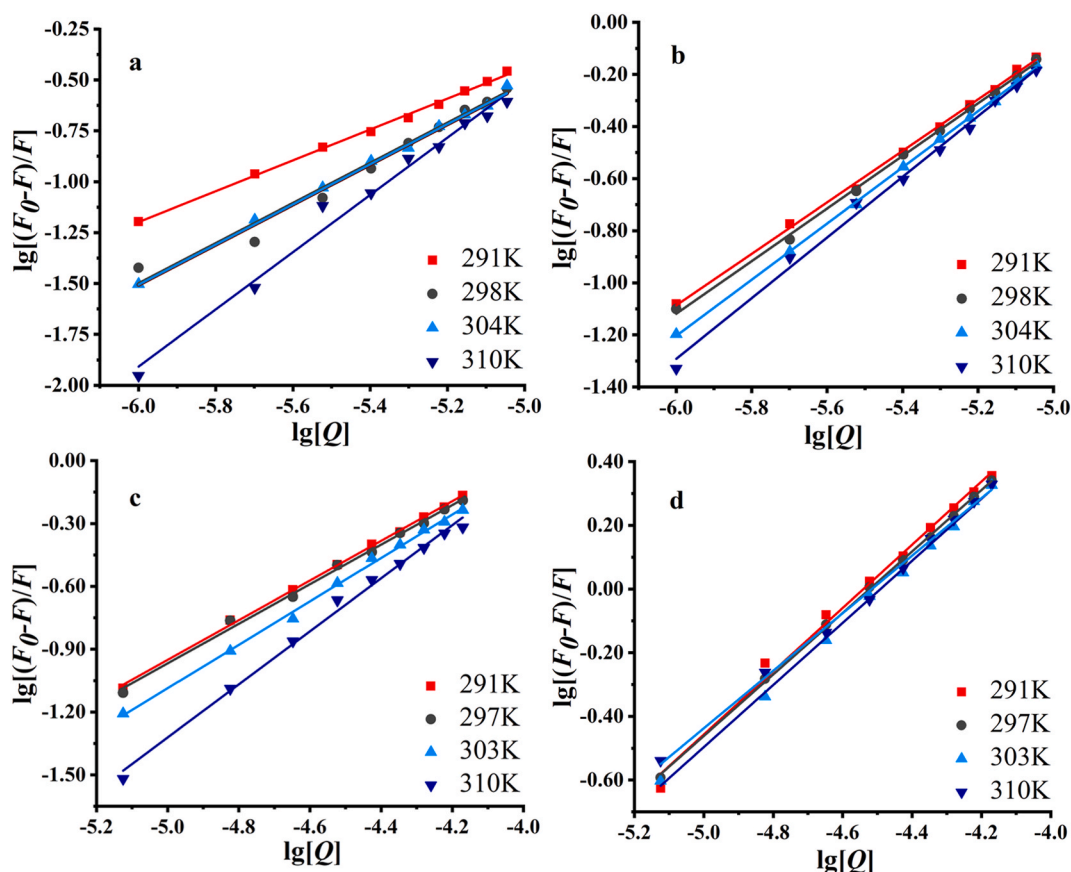 a
lg[(F0-F)/F]
-0.25
-0.50
-0.75
-1.00
-1.25
-1.50
-1.75
-2.00
291K
298K
304K
310K
-6.0 -5.8 -5.6 -5.4 -5.2 -5.0
lg[Q]
b
lg[(F0-F)/F]
0.00
-0.20
-0.40
-0.60
-0.80
-1.00
-1.20
-1.40
291K
298K
304K
310K
-6.0 -5.8 -5.6 -5.4 -5.2 -5.0
lg[Q]
c
lg[(F0-F)/F]
0.00
-0.30
-0.60
-0.90
-1.20
-1.50
291K
297K
303K
310K
-5.2 -5.0 -4.8 -4.6 -4.4 -4.2 -4.0
lg[Q]
d
lg[(F0-F)/F]
0.40
0.20
0.00
-0.20
-0.40
-0.60
291K
297K
303K
310K
-5.2 -5.0 -4.8 -4.6 -4.4 -4.2 -4.0
lg[Q]